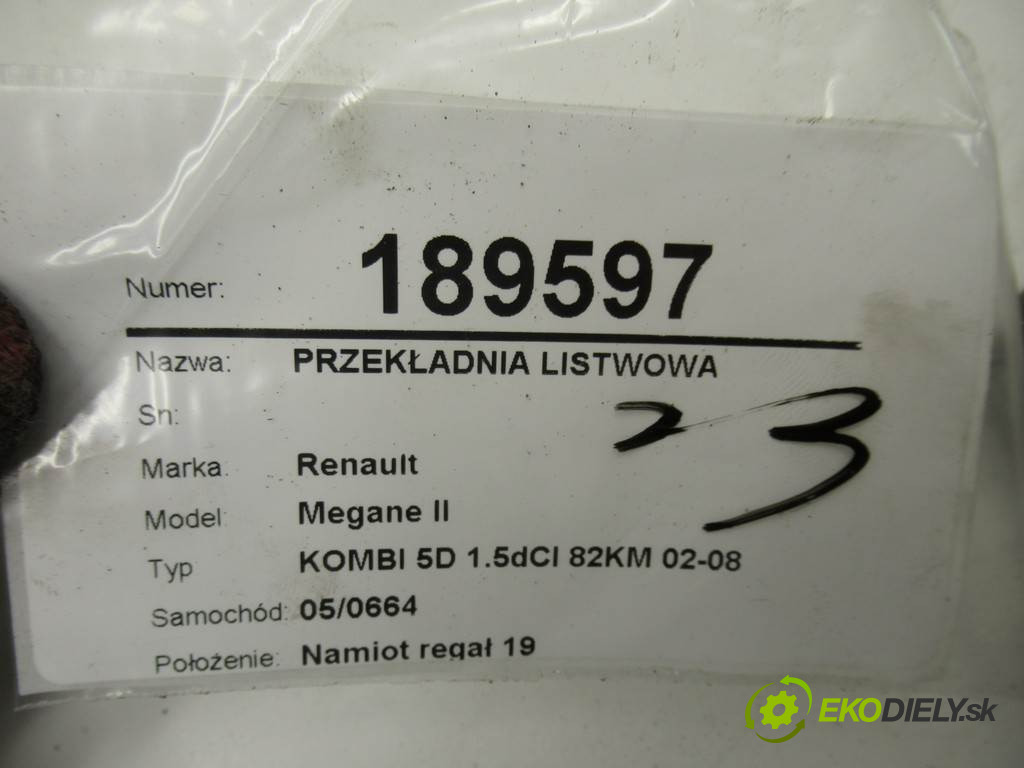 Numer: 189597
Nazwa: PRZEKŁADNIA LISTWOWA
Sn:
23
Marka: Renault
Model Megane II
Typ KOMBI 5D 1.5dCI 82KM 02-08
Samochód: 05/0664
Położenie: Namiot regał 19
EKODIELY.sk